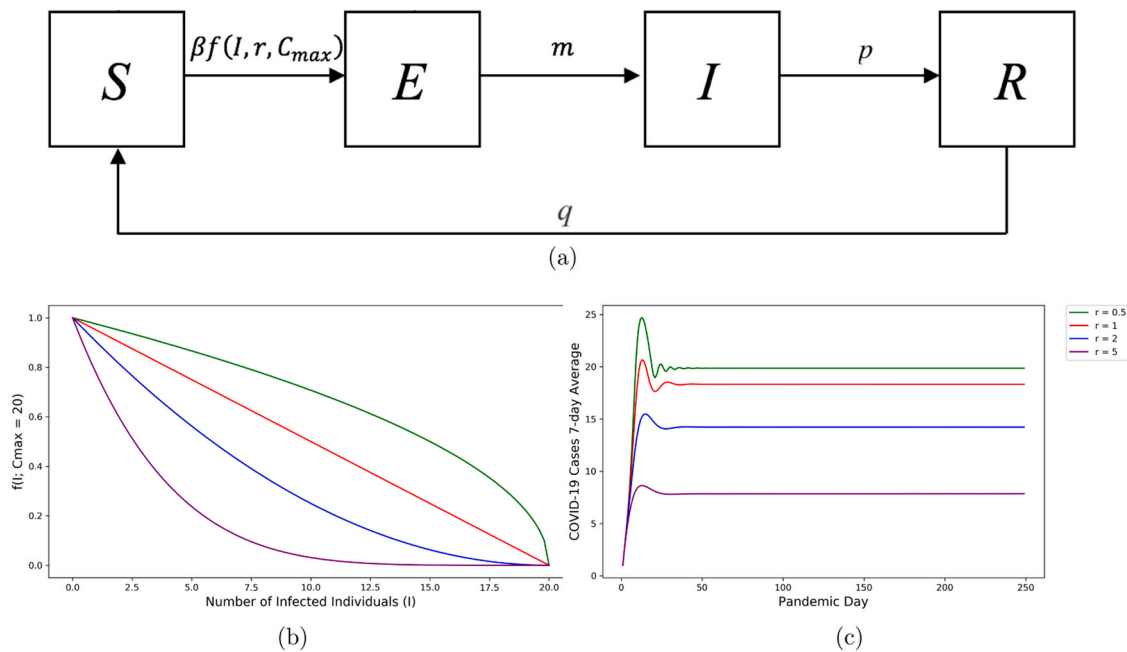 S
βf(I, r, C_max)
E
m
I
p
R
q
(a)
f(I; Cmax = 20)
1.0
0.8
0.6
0.4
0.2
0.0
0.0 2.5 5.0 7.5 10.0 12.5 15.0 17.5 20.0
Number of Infected Individuals (I)
(b)
COVID-19 Cases 7-day Average
25
20
15
10
5
0
0 50 100 150 200 250
Pandemic Day
(c)
r = 0.5
r = 1
r = 2
r = 5